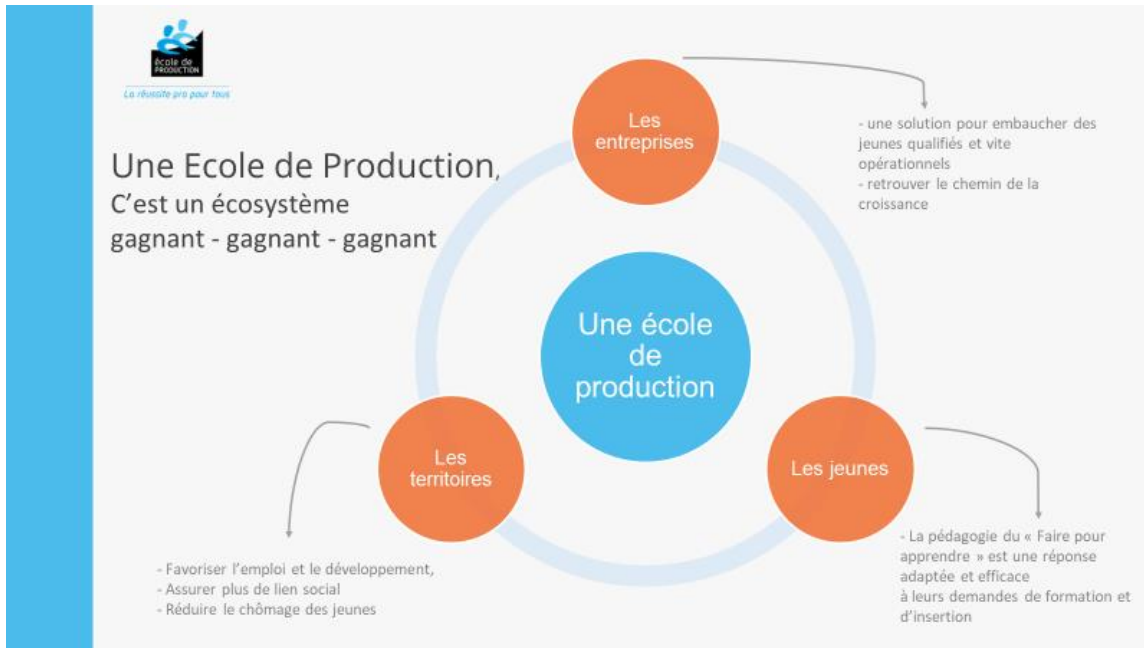 école de
PRODUCTION
La réussite pro pour tous
Une Ecole de Production,
C'est un écosystème
gagnant - gagnant - gagnant
Les
entreprises
- une solution pour embaucher des
jeunes qualifiés et vite
opérationnels
- retrouver le chemin de la
croissance
Une école
de
production
Les
territoires
Les jeunes
- Favoriser l'emploi et le développement,
- Assurer plus de lien social
- Réduire le chômage des jeunes
- La pédagogie du « Faire pour
apprendre » est une réponse
adaptée et efficace
à leurs demandes de formation et
d'insertion